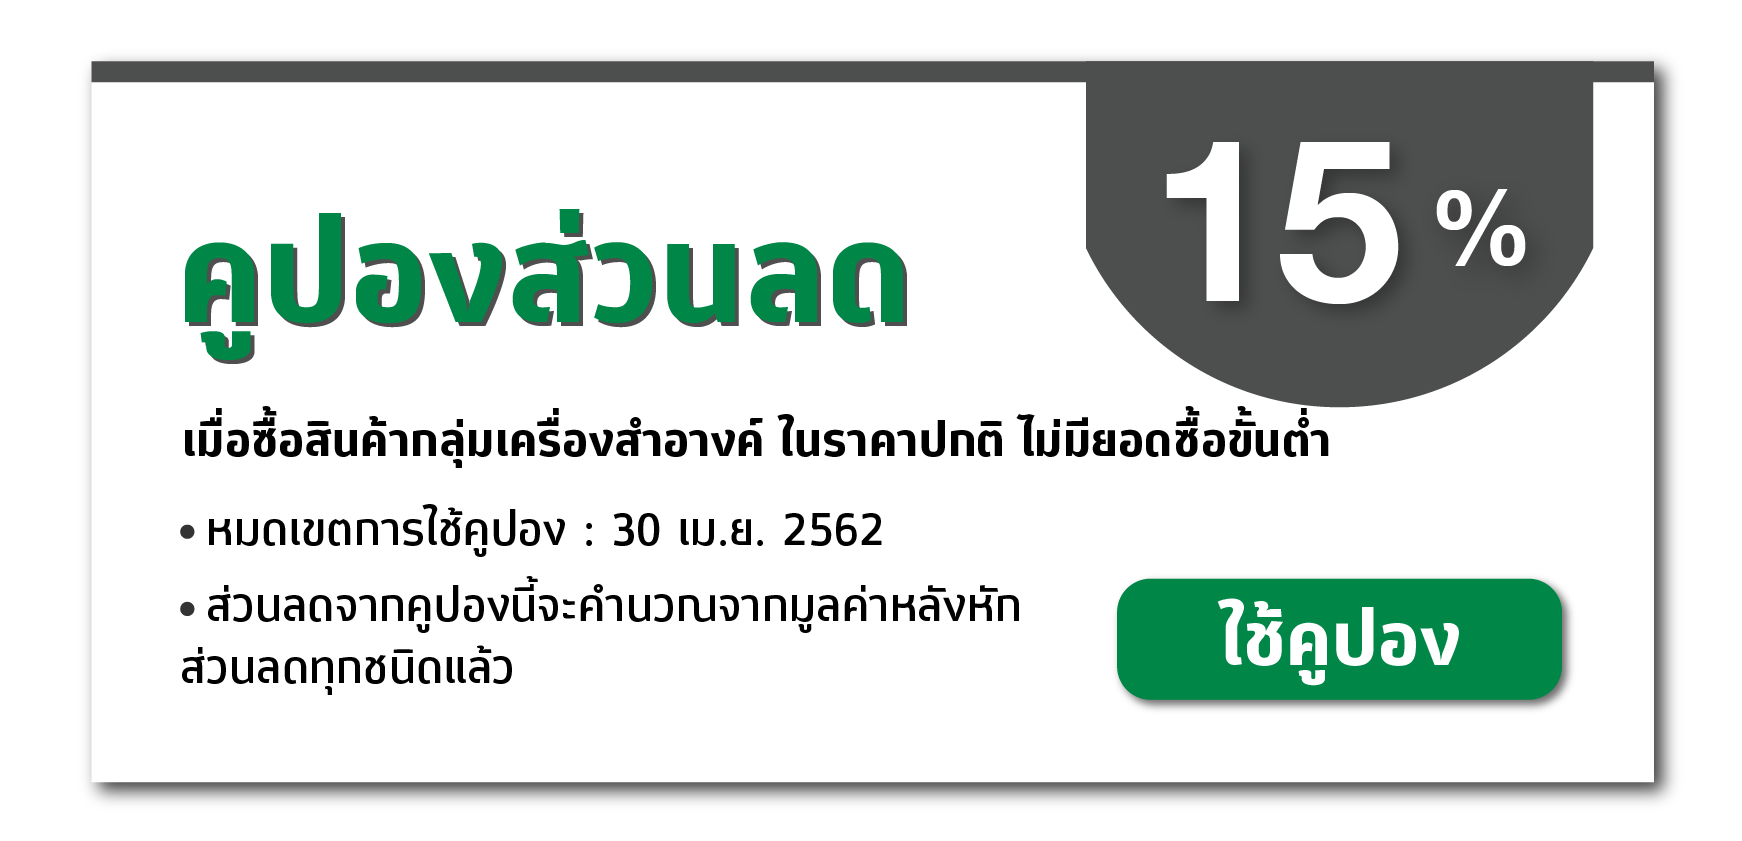 15 %
คูปองส่วนลด
เมื่อซื้อสินค้ากลุ่มเครื่องสำอางค์ ในราคาปกติ ไม่มียอดซื้อขั้นต่ำ
• หมดเขตการใช้คูปอง : 30 เม.ย. 2562
• ส่วนลดจากคูปองนี้จะคำนวณจากมูลค่าหลังหัก
ส่วนลดทุกชนิดแล้ว
ใช้คูปอง